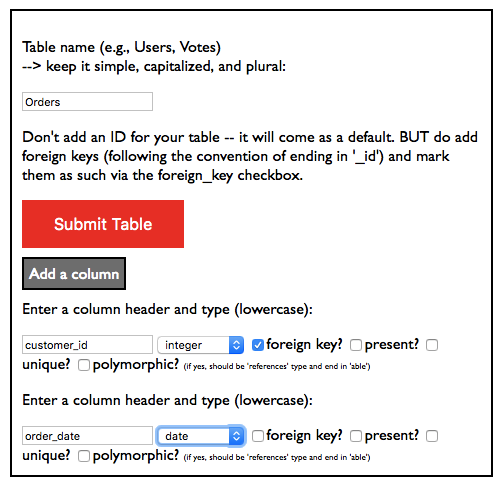 Table name (e.g., Users, Votes)
--> keep it simple, capitalized, and plural:
Orders
Don't add an ID for your table -- it will come as a default. BUT do add
foreign keys (following the convention of ending in '_id') and mark
them as such via the foreign_key checkbox.
Submit Table
Add a column
Enter a column header and type (lowercase):
customer_id integer foreign key? present?
unique? polymorphic? (if yes, should be 'references' type and end in 'able')
Enter a column header and type (lowercase):
order_date date foreign key? present?
unique? polymorphic? (if yes, should be 'references' type and end in 'able')